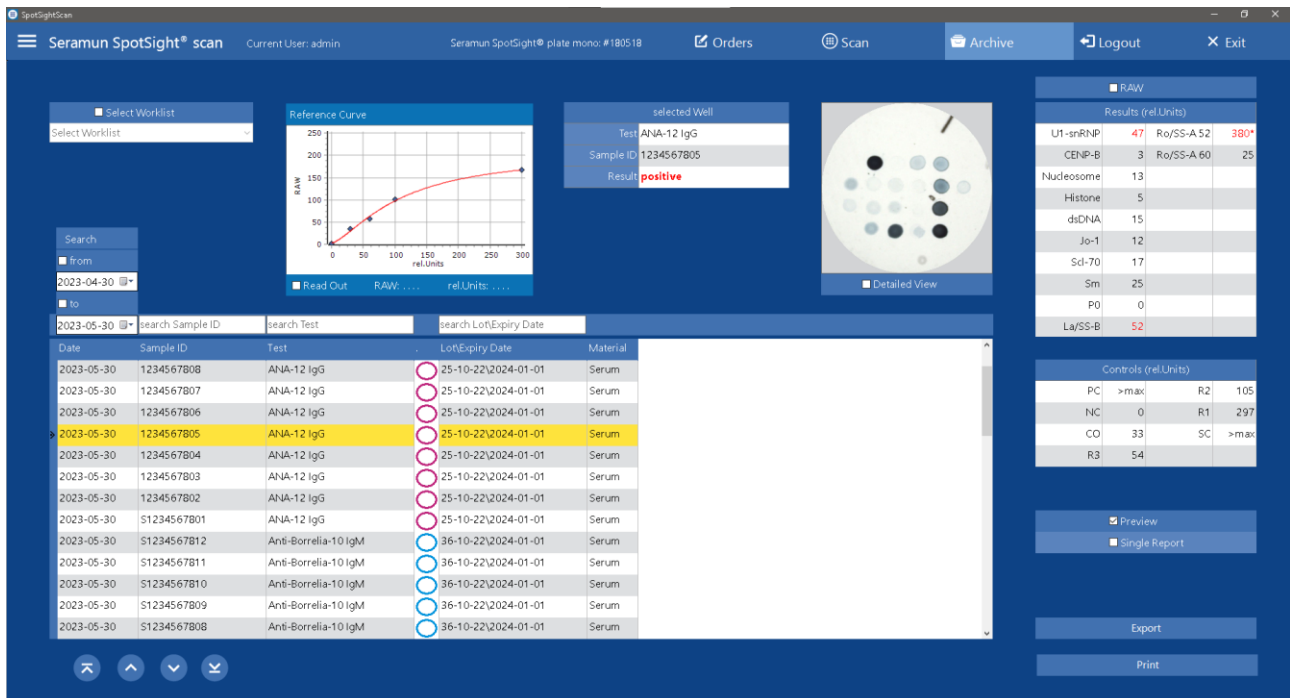 SpotSightScan
Seramun SpotSight® scan Current User: admin Seramun SpotSight® plate mono: #180518 Orders Scan Archive Logout Exit
Select Worklist
Select Worklist
Reference Curve
RAW
250
200
150
100
50
0
0 50 100 150 200 250 300
rel.Units
Read Out RAW: .... rel.Units: ....
selected Well
Test ANA-12 IgG
Sample ID 1234567805
Result positive
Detailed View
RAW
Results (rel.Units)
U1-snRNP 47 Ro/SS-A 52 380*
CENP-B 3 Ro/SS-A 60 25
Nucleosome 13
Histone 5
dsDNA 15
Jo-1 12
Scl-70 17
Sm 25
P0 0
La/SS-B 52
Search
from
2023-04-30
to
2023-05-30 search Sample ID search Test search Lot\Expiry Date
Date Sample ID Test . Lot\Expiry Date Material
2023-05-30 1234567808 ANA-12 IgG 25-10-22\2024-01-01 Serum
2023-05-30 1234567807 ANA-12 IgG 25-10-22\2024-01-01 Serum
2023-05-30 1234567806 ANA-12 IgG 25-10-22\2024-01-01 Serum
2023-05-30 1234567805 ANA-12 IgG 25-10-22\2024-01-01 Serum
2023-05-30 1234567804 ANA-12 IgG 25-10-22\2024-01-01 Serum
2023-05-30 1234567803 ANA-12 IgG 25-10-22\2024-01-01 Serum
2023-05-30 1234567802 ANA-12 IgG 25-10-22\2024-01-01 Serum
2023-05-30 S1234567801 ANA-12 IgG 25-10-22\2024-01-01 Serum
2023-05-30 S1234567812 Anti-Borrelia-10 IgM 36-10-22\2024-01-01 Serum
2023-05-30 S1234567811 Anti-Borrelia-10 IgM 36-10-22\2024-01-01 Serum
2023-05-30 S1234567810 Anti-Borrelia-10 IgM 36-10-22\2024-01-01 Serum
2023-05-30 S1234567809 Anti-Borrelia-10 IgM 36-10-22\2024-01-01 Serum
2023-05-30 S1234567808 Anti-Borrelia-10 IgM 36-10-22\2024-01-01 Serum
Controls (rel.Units)
PC >max R2 105
NC 0 R1 297
CO 33 SC >max
R3 54
Preview
Single Report
Export
Print